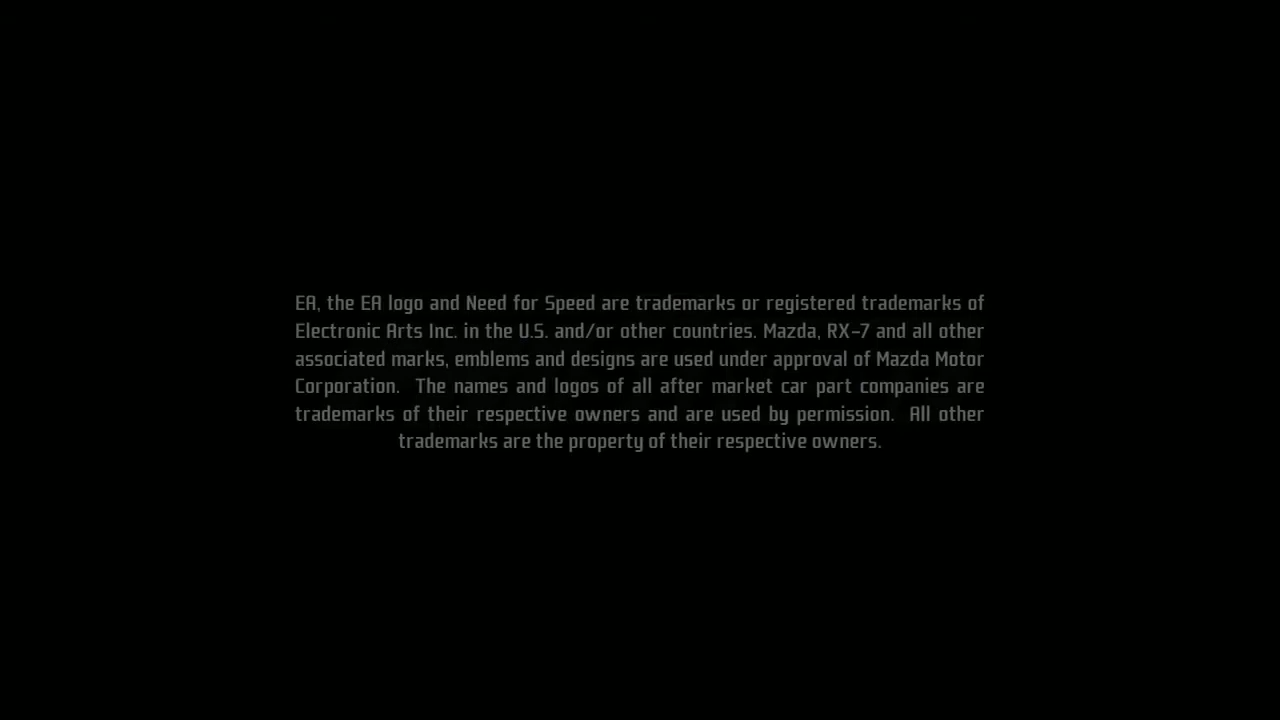 EA, the EA logo and Need for Speed are trademarks or registered trademarks of
Electronic Arts Inc. in the U.S. and/or other countries. Mazda, RX-7 and all other
associated marks, emblems and designs are used under approval of Mazda Motor
Corporation.  The names and logos of all after market car part companies are
trademarks of their respective owners and are used by permission.  All other
trademarks are the property of their respective owners.